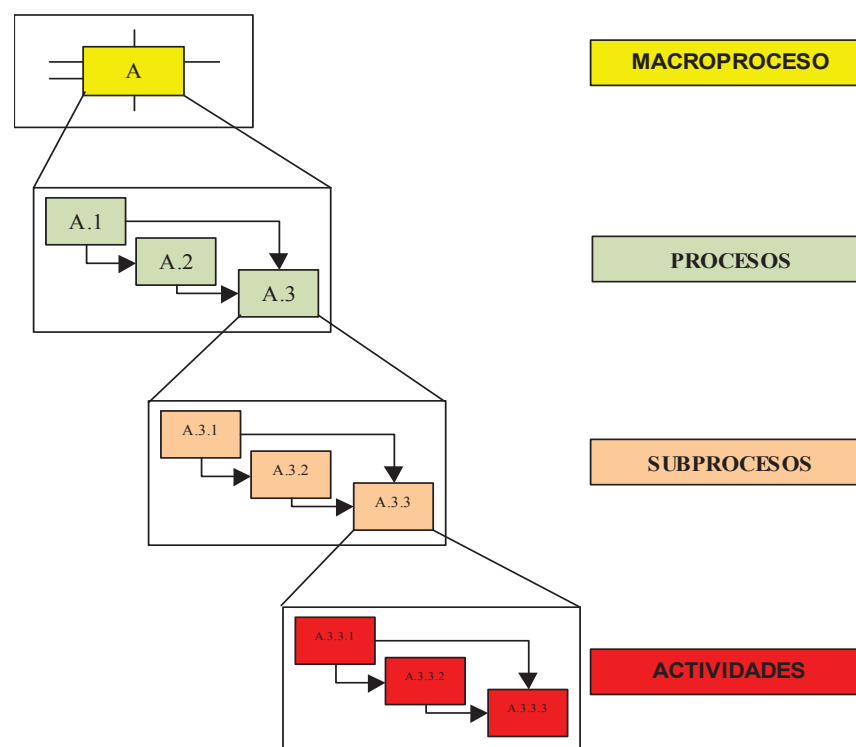 A
MACROPROCESO
A.1
A.2
A.3
PROCESOS
A.3.1
A.3.2
A.3.3
SUBPROCESOS
A.3.3.1
A.3.3.2
A.3.3.3
ACTIVIDADES